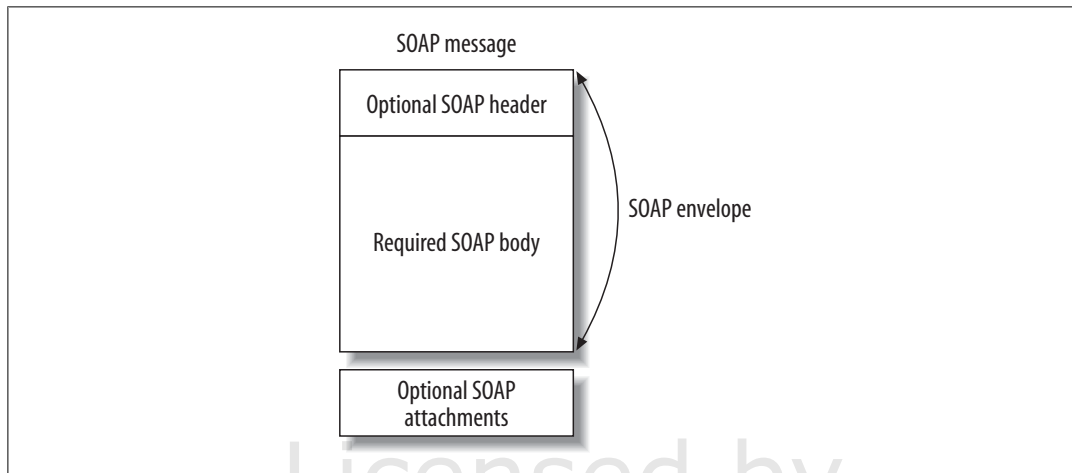 SOAP message
Optional SOAP header
Required SOAP body
SOAP envelope
Optional SOAP
attachments
Licensed by